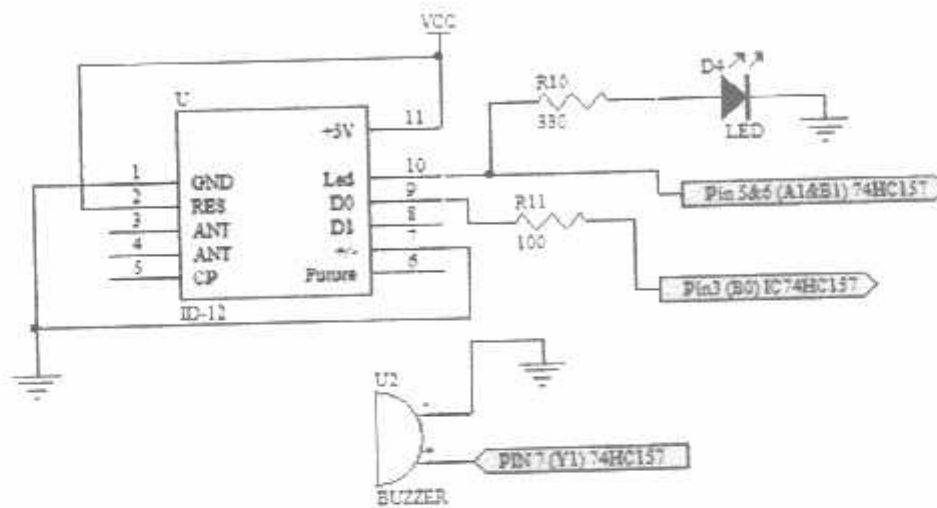 VCC
U
11
+5V
1
GND
10
Led
2
RES
9
D0
3
ANT
8
D1
4
ANT
7
+/-
5
CP
6
Future
ID-12
R10
330
D4
LED
Pin 5&6 (A1&B1) 74HC157
R11
100
Pin3 (B0) IC74HC157
U2
-
+
PIN 7 (Y1) 74HC157
BUZZER